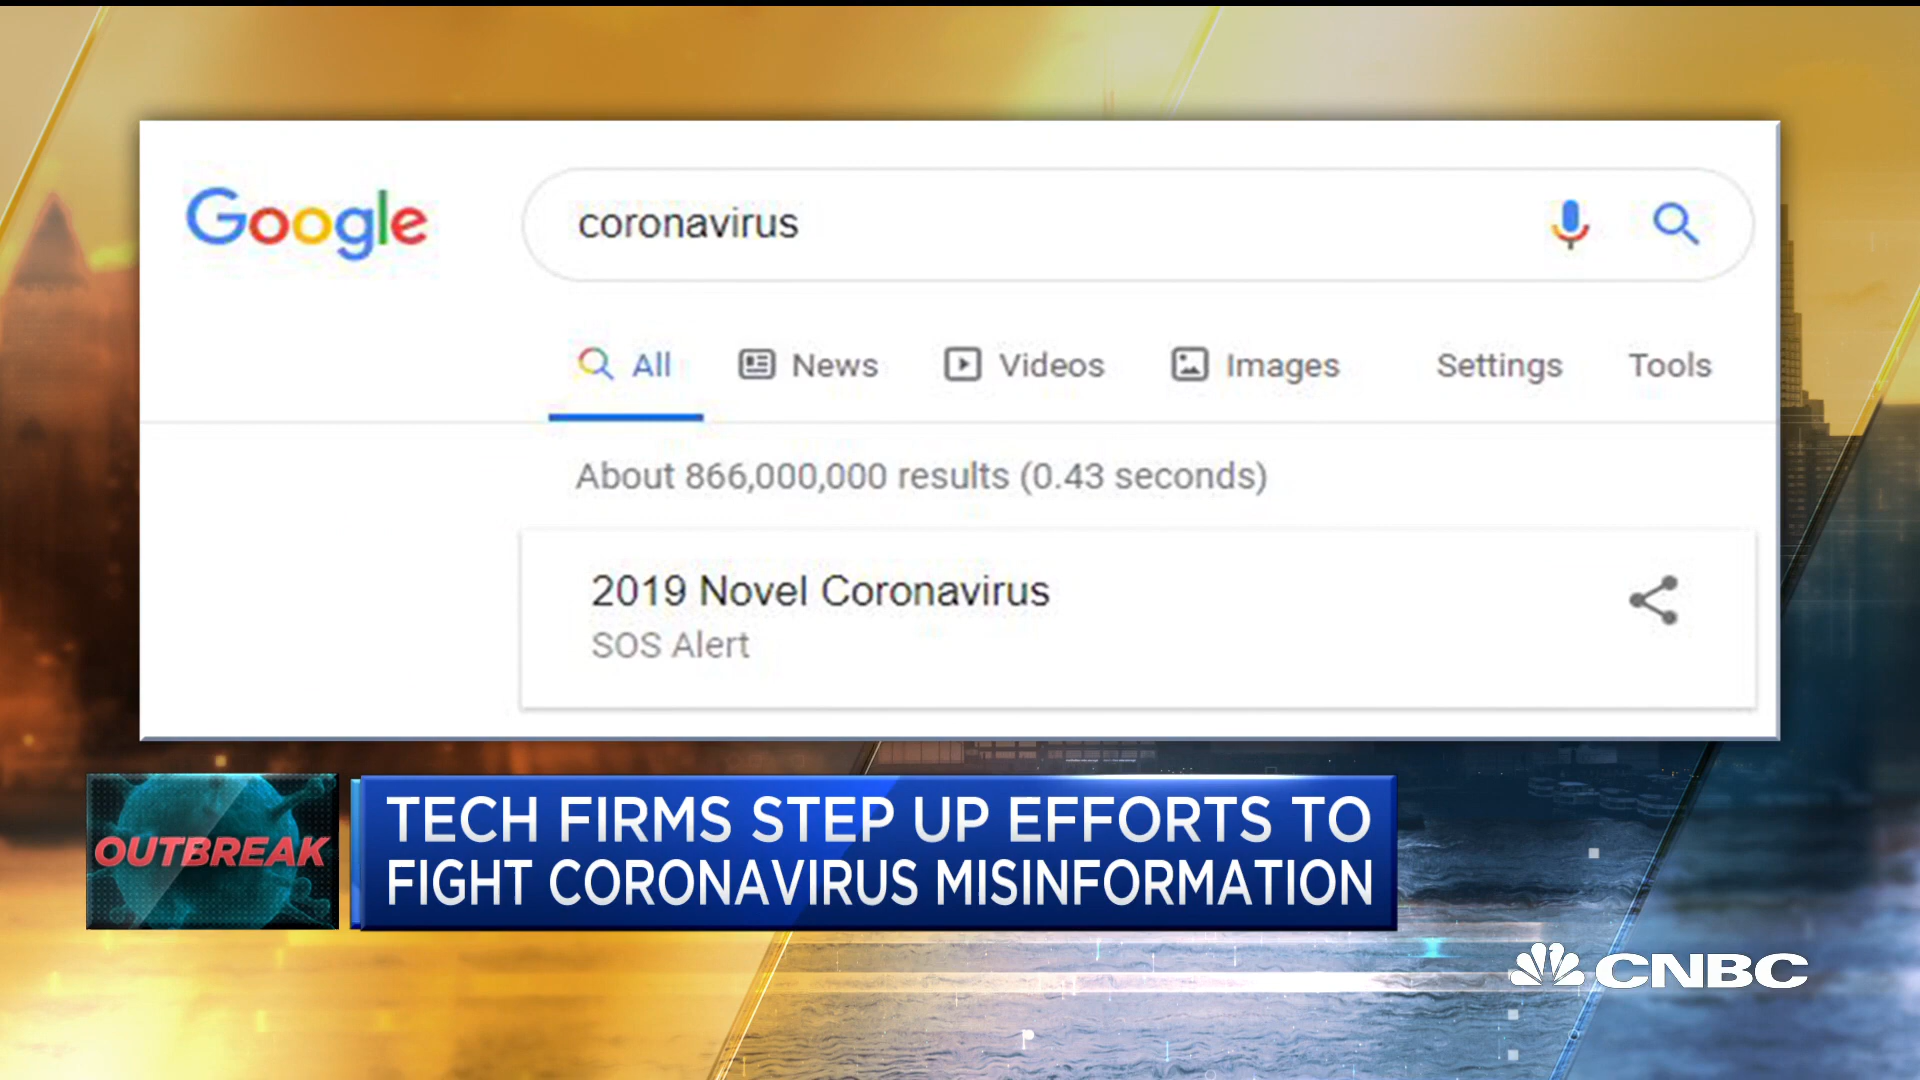 Google
coronavirus
All News Videos Images Settings Tools
About 866,000,000 results (0.43 seconds)
2019 Novel Coronavirus
SOS Alert
OUTBREAK
TECH FIRMS STEP UP EFFORTS TO
FIGHT CORONAVIRUS MISINFORMATION
CNBC